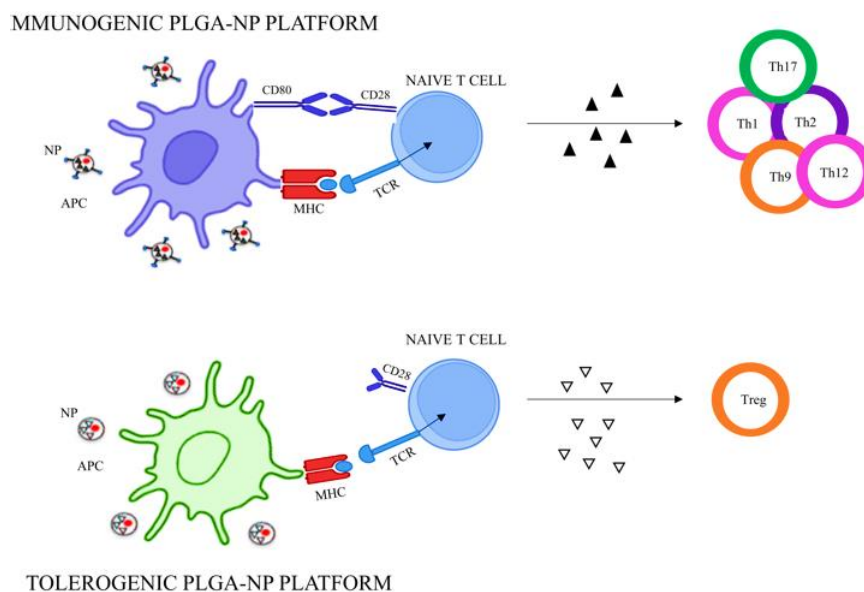 MMUNOGENIC PLGA-NP PLATFORM
CD80
CD28
NAIVE T CELL
NP
APC
MHC
TCR
Th17
Th1
Th2
Th9
Th12
NAIVE T CELL
CD28
NP
APC
MHC
TCR
Treg
TOLEROGENIC PLGA-NP PLATFORM